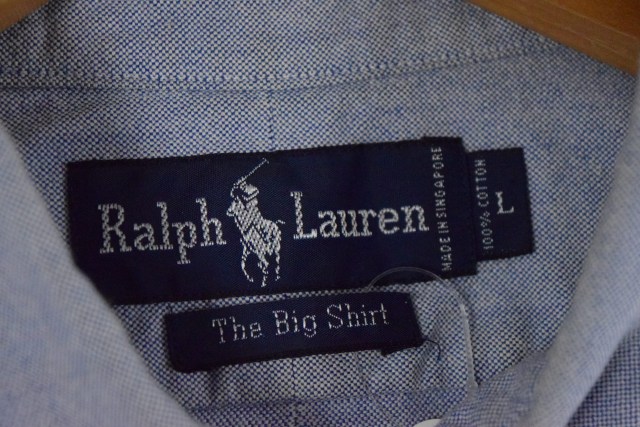 Ralph Lauren
MADE IN SINGAPORE
100% COTTON
L
The Big Shirt